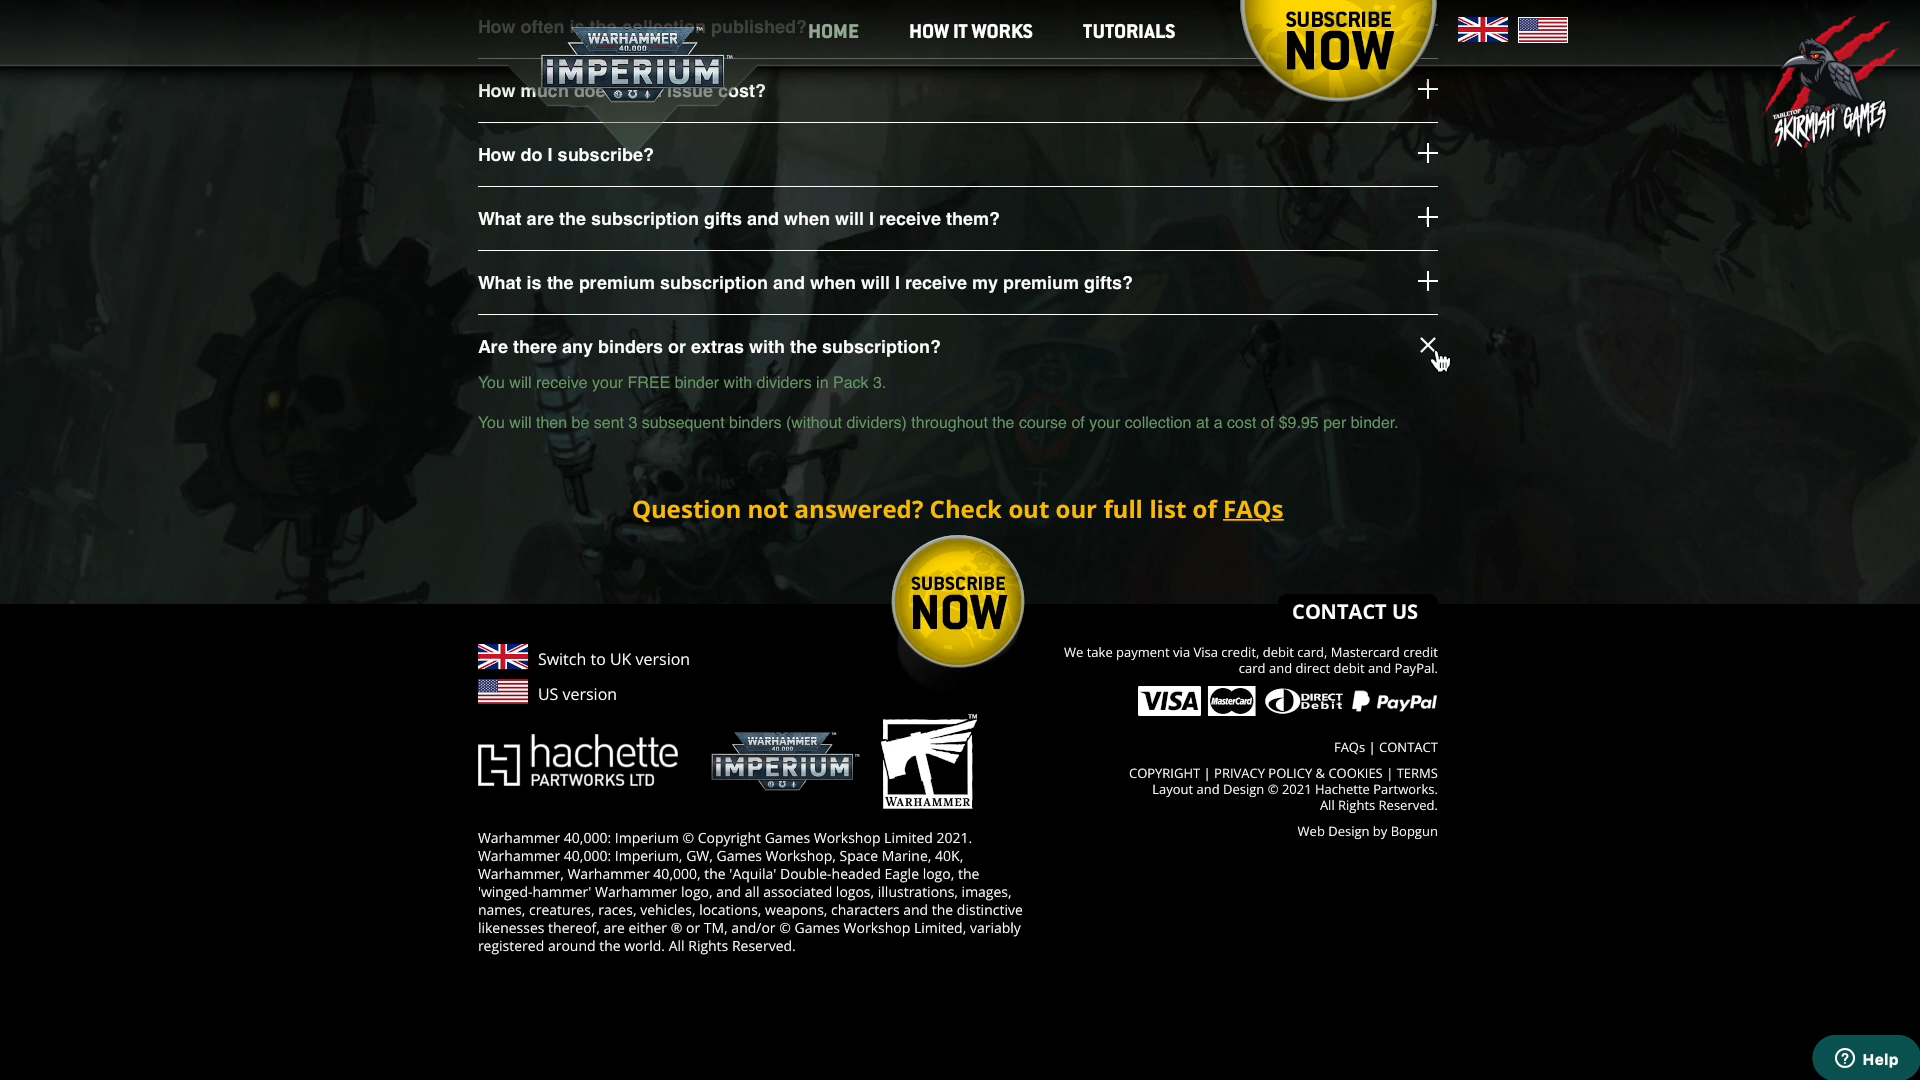 How often is the collection published?
HOME
HOW IT WORKS
TUTORIALS
SUBSCRIBE
NOW
WARHAMMER
40,000
IMPERIUM
TABLETOP
SKIRMISH GAMES
How much does issue cost?
How do I subscribe?
What are the subscription gifts and when will I receive them?
What is the premium subscription and when will I receive my premium gifts?
Are there any binders or extras with the subscription?
You will receive your FREE binder with dividers in Pack 3.
You will then be sent 3 subsequent binders (without dividers) throughout the course of your collection at a cost of $9.95 per binder.
Question not answered? Check out our full list of FAQs
SUBSCRIBE
NOW
CONTACT US
Switch to UK version
US version
We take payment via Visa credit, debit card, Mastercard credit
card and direct debit and PayPal.
VISA MasterCard DIRECT Debit PayPal
hachette
PARTWORKS LTD
WARHAMMER
40,000
IMPERIUM
TM
WARHAMMER
FAQs | CONTACT
COPYRIGHT | PRIVACY POLICY & COOKIES | TERMS
Layout and Design © 2021 Hachette Partworks.
All Rights Reserved.
Web Design by Bopgun
Warhammer 40,000: Imperium © Copyright Games Workshop Limited 2021.
Warhammer 40,000: Imperium, GW, Games Workshop, Space Marine, 40K,
Warhammer, Warhammer 40,000, the 'Aquila' Double-headed Eagle logo, the
'winged-hammer' Warhammer logo, and all associated logos, illustrations, images,
names, creatures, races, vehicles, locations, weapons, characters and the distinctive
likenesses thereof, are either ® or TM, and/or © Games Workshop Limited, variably
registered around the world. All Rights Reserved.
Help